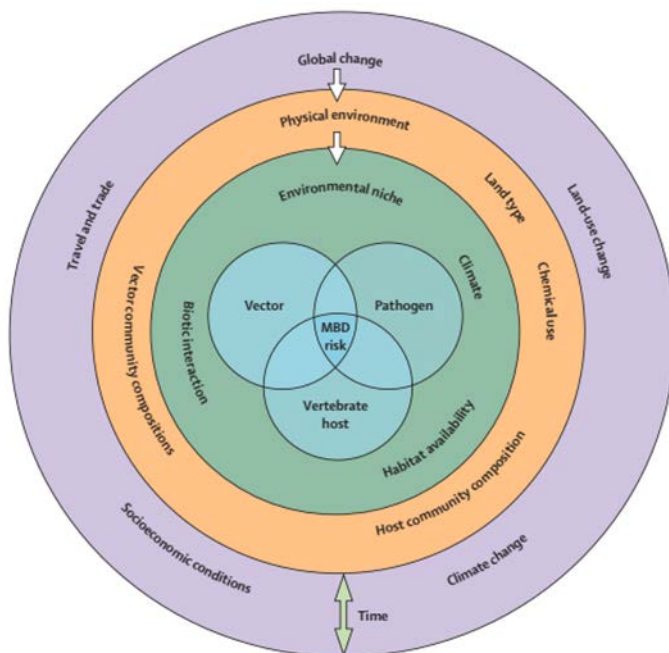 Global change
Physical environment
Environmental niche
Land type
Land-use change
Travel and trade
Chemical use
Climate
Vector
Pathogen
MBD
risk
Biotic interaction
Vector community compositions
Vertebrate
host
Habitat availability
Host community composition
Socioeconomic conditions
Climate change
Time